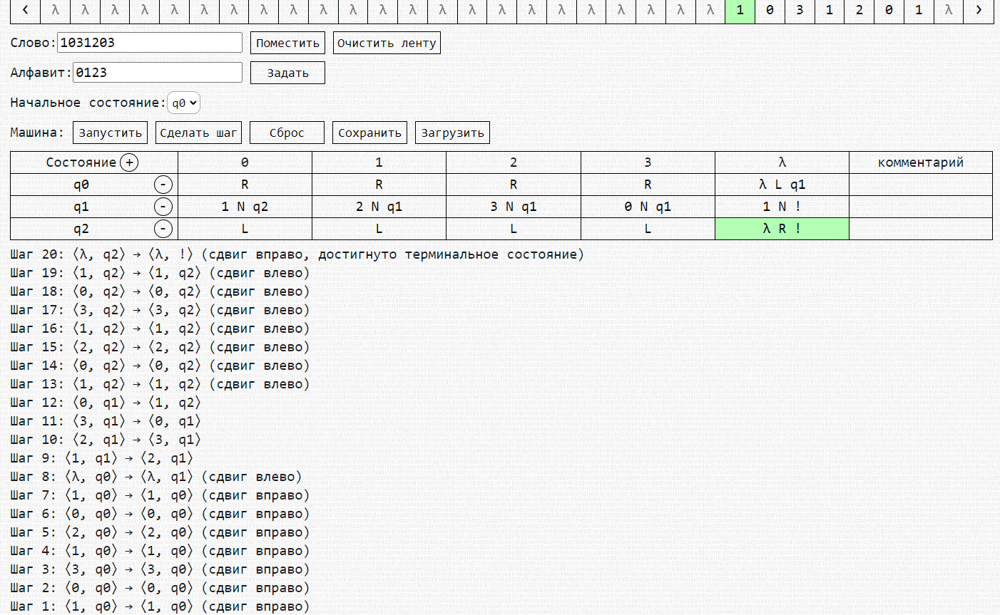 < λ λ λ λ λ λ λ λ λ λ λ λ λ λ λ λ λ λ λ λ λ λ λ 1 0 3 1 2 0 1 λ >
Слово: 1031203 Поместить Очистить ленту
Алфавит: 0123 Задать
Начальное состояние: q0
Машина: Запустить Сделать шаг Сброс Сохранить Загрузить
Состояние + 0 1 2 3 λ комментарий
q0 - R R R R λ L q1
q1 - 1 N q2 2 N q1 3 N q1 0 N q1 1 N !
q2 - L L L L λ R !
Шаг 20: ⟨λ, q2⟩ → ⟨λ, !⟩ (сдвиг вправо, достигнуто терминальное состояние)
Шаг 19: ⟨1, q2⟩ → ⟨1, q2⟩ (сдвиг влево)
Шаг 18: ⟨0, q2⟩ → ⟨0, q2⟩ (сдвиг влево)
Шаг 17: ⟨3, q2⟩ → ⟨3, q2⟩ (сдвиг влево)
Шаг 16: ⟨1, q2⟩ → ⟨1, q2⟩ (сдвиг влево)
Шаг 15: ⟨2, q2⟩ → ⟨2, q2⟩ (сдвиг влево)
Шаг 14: ⟨0, q2⟩ → ⟨0, q2⟩ (сдвиг влево)
Шаг 13: ⟨1, q2⟩ → ⟨1, q2⟩ (сдвиг влево)
Шаг 12: ⟨0, q1⟩ → ⟨1, q2⟩
Шаг 11: ⟨3, q1⟩ → ⟨0, q1⟩
Шаг 10: ⟨2, q1⟩ → ⟨3, q1⟩
Шаг 9: ⟨1, q1⟩ → ⟨2, q1⟩
Шаг 8: ⟨λ, q0⟩ → ⟨λ, q1⟩ (сдвиг влево)
Шаг 7: ⟨1, q0⟩ → ⟨1, q0⟩ (сдвиг вправо)
Шаг 6: ⟨0, q0⟩ → ⟨0, q0⟩ (сдвиг вправо)
Шаг 5: ⟨2, q0⟩ → ⟨2, q0⟩ (сдвиг вправо)
Шаг 4: ⟨1, q0⟩ → ⟨1, q0⟩ (сдвиг вправо)
Шаг 3: ⟨3, q0⟩ → ⟨3, q0⟩ (сдвиг вправо)
Шаг 2: ⟨0, q0⟩ → ⟨0, q0⟩ (сдвиг вправо)
Шаг 1: ⟨1, q0⟩ → ⟨1, q0⟩ (сдвиг вправо)